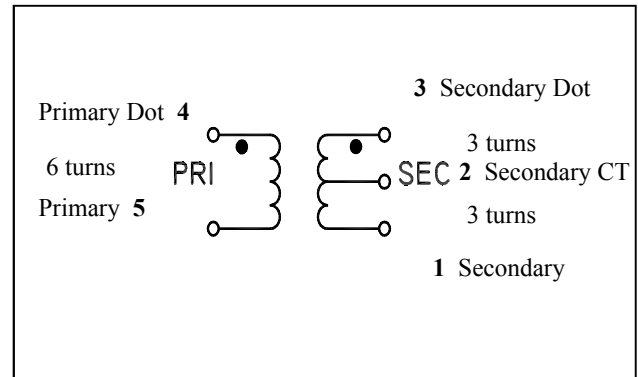 3 Secondary Dot
Primary Dot 4
3 turns
6 turns
PRI
SEC 2 Secondary CT
Primary 5
3 turns
1 Secondary